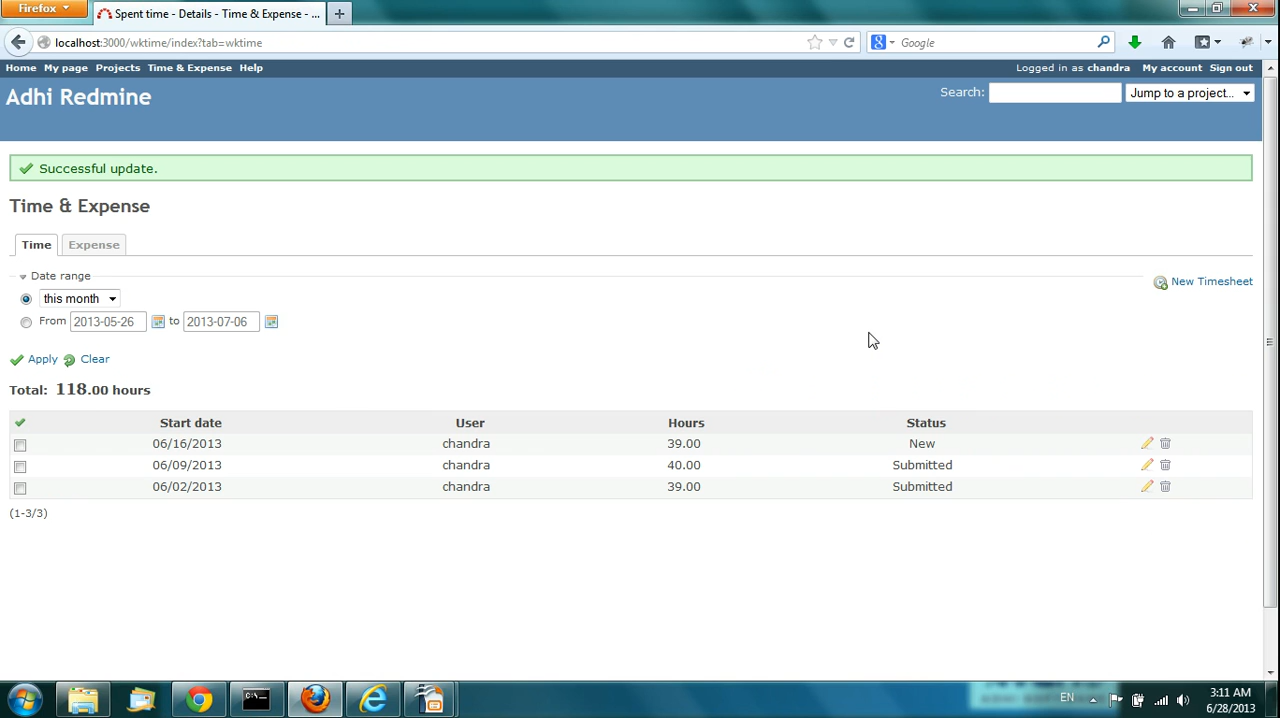 Firefox
Spent time - Details - Time & Expense - ...
localhost:3000/wktime/index?tab=wktime
Google
Home My page Projects Time & Expense Help
Logged in as chandra My account Sign out
Adhi Redmine
Search: Jump to a project...
Successful update.
Time & Expense
Time Expense
Date range
New Timesheet
this month
From 2013-05-26 to 2013-07-06
Apply Clear
Total: 118.00 hours
Start date User Hours Status
06/16/2013 chandra 39.00 New
06/09/2013 chandra 40.00 Submitted
06/02/2013 chandra 39.00 Submitted
(1-3/3)
EN
3:11 AM
6/28/2013